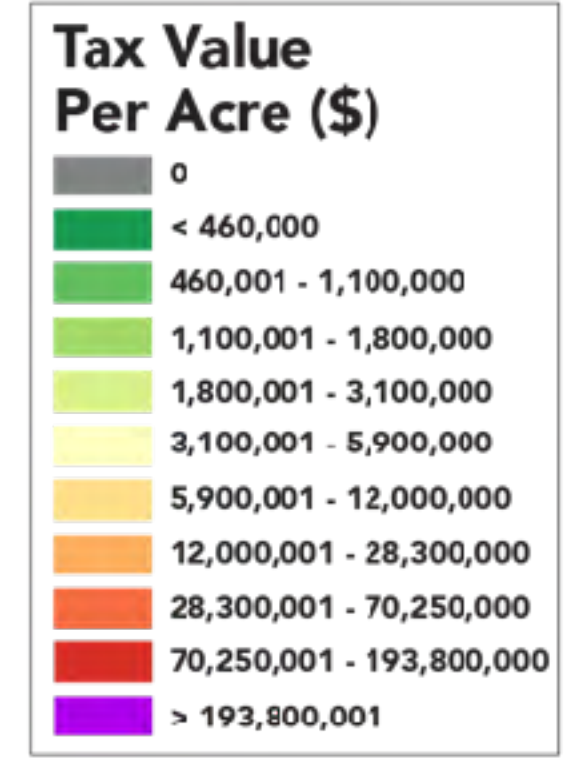 Tax Value
Per Acre ($)
0
< 460,000
460,001 - 1,100,000
1,100,001 - 1,800,000
1,800,001 - 3,100,000
3,100,001 - 5,900,000
5,900,001 - 12,000,000
12,000,001 - 28,300,000
28,300,001 - 70,250,000
70,250,001 - 193,800,000
> 193,800,001